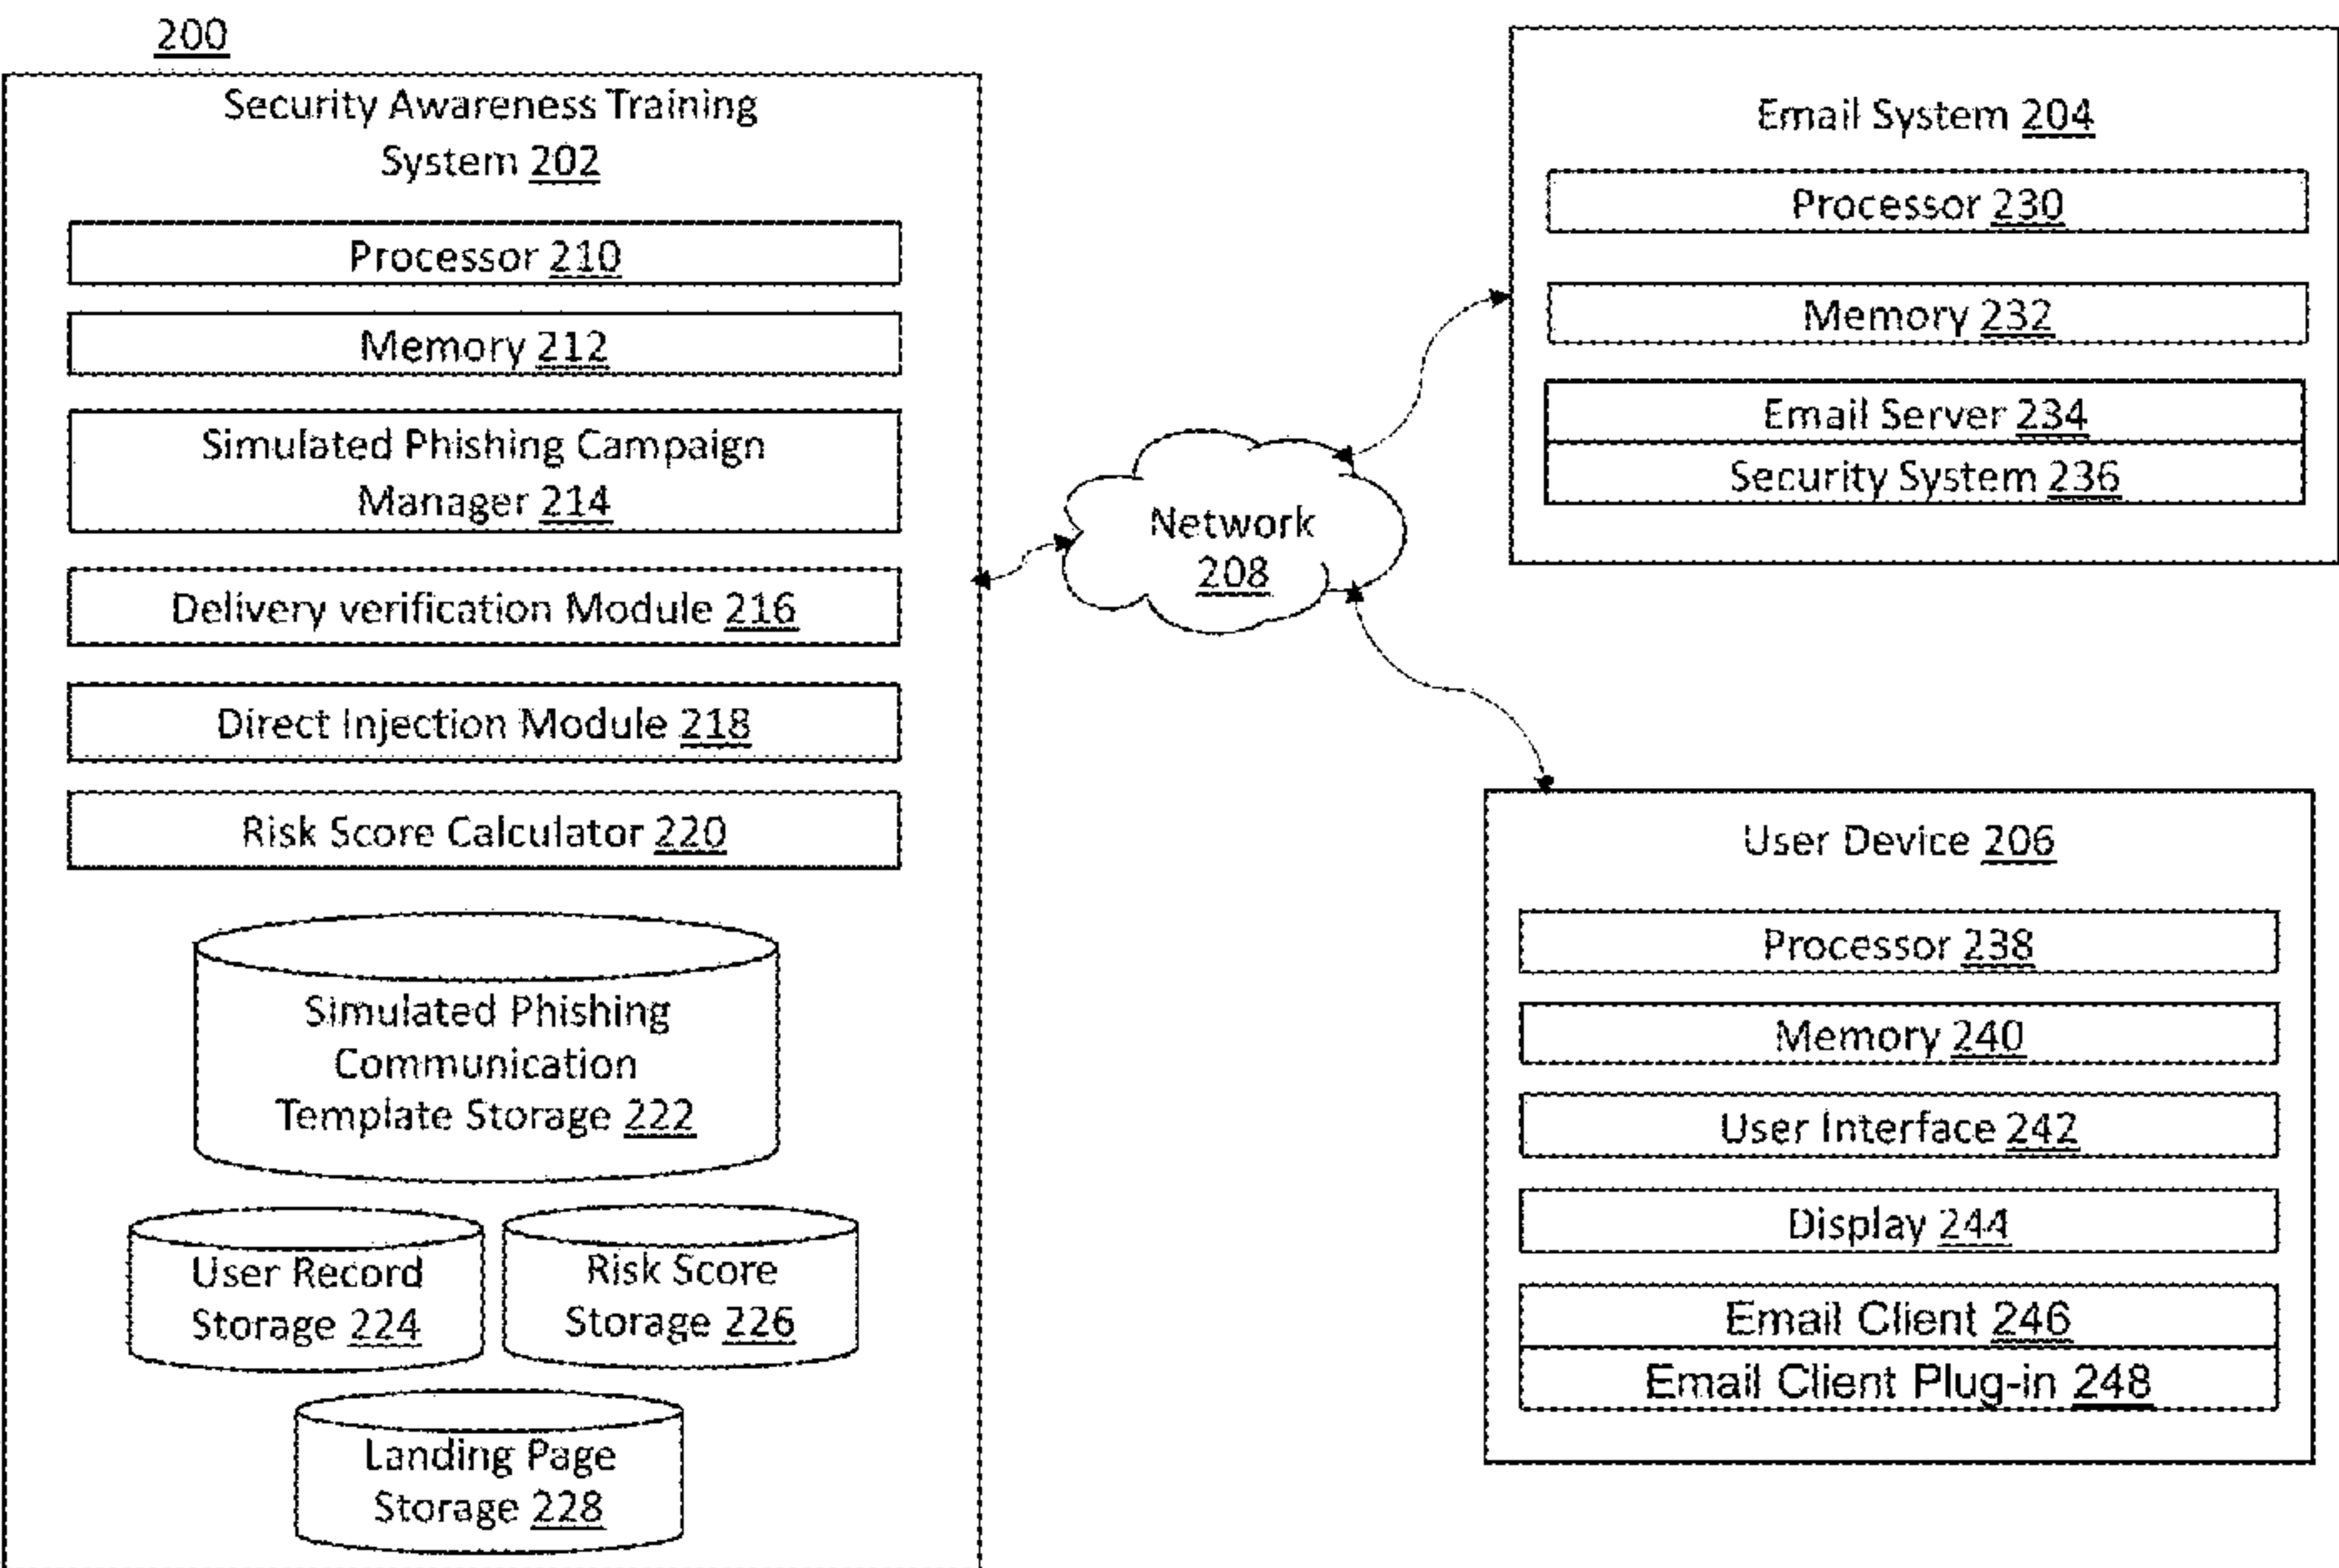 200
Security Awareness Training
System 202
Processor 210
Memory 212
Simulated Phishing Campaign
Manager 214
Delivery verification Module 216
Direct Injection Module 218
Risk Score Calculator 220
Simulated Phishing
Communication
Template Storage 222
User Record
Storage 224
Risk Score
Storage 226
Landing Page
Storage 228
Network
208
Email System 204
Processor 230
Memory 232
Email Server 234
Security System 236
User Device 206
Processor 238
Memory 240
User Interface 242
Display 244
Email Client 246
Email Client Plug-in 248